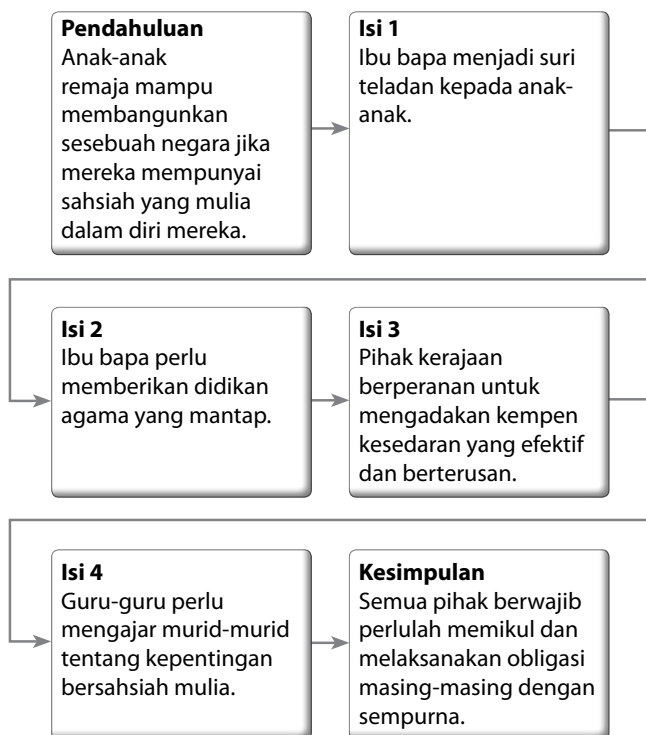 Pendahuluan
Anak-anak
remaja mampu
membangunkan
sesebuah negara jika
mereka mempunyai
sahsiah yang mulia
dalam diri mereka.
Isi 1
Ibu bapa menjadi suri
teladan kepada anak-
anak.
Isi 2
Ibu bapa perlu
memberikan didikan
agama yang mantap.
Isi 3
Pihak kerajaan
berperanan untuk
mengadakan kempen
kesedaran yang efektif
dan berterusan.
Isi 4
Guru-guru perlu
mengajar murid-murid
tentang kepentingan
bersahsiah mulia.
Kesimpulan
Semua pihak berwajib
perlulah memikul dan
melaksanakan obligasi
masing-masing dengan
sempurna.